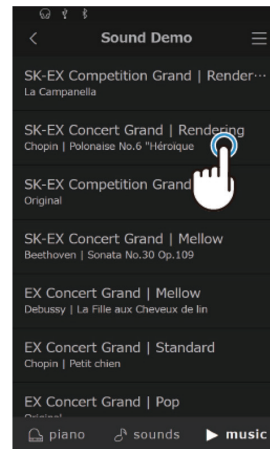 Sound Demo
SK-EX Competition Grand | Render…
La Campanella
SK-EX Concert Grand | Rendering
Chopin | Polonaise No.6 "Héroïque
SK-EX Competition Grand
Original
SK-EX Concert Grand | Mellow
Beethoven | Sonata No.30 Op.109
EX Concert Grand | Mellow
Debussy | La Fille aux Cheveux de lin
EX Concert Grand | Standard
Chopin | Petit chien
EX Concert Grand | Pop
Original
piano sounds music